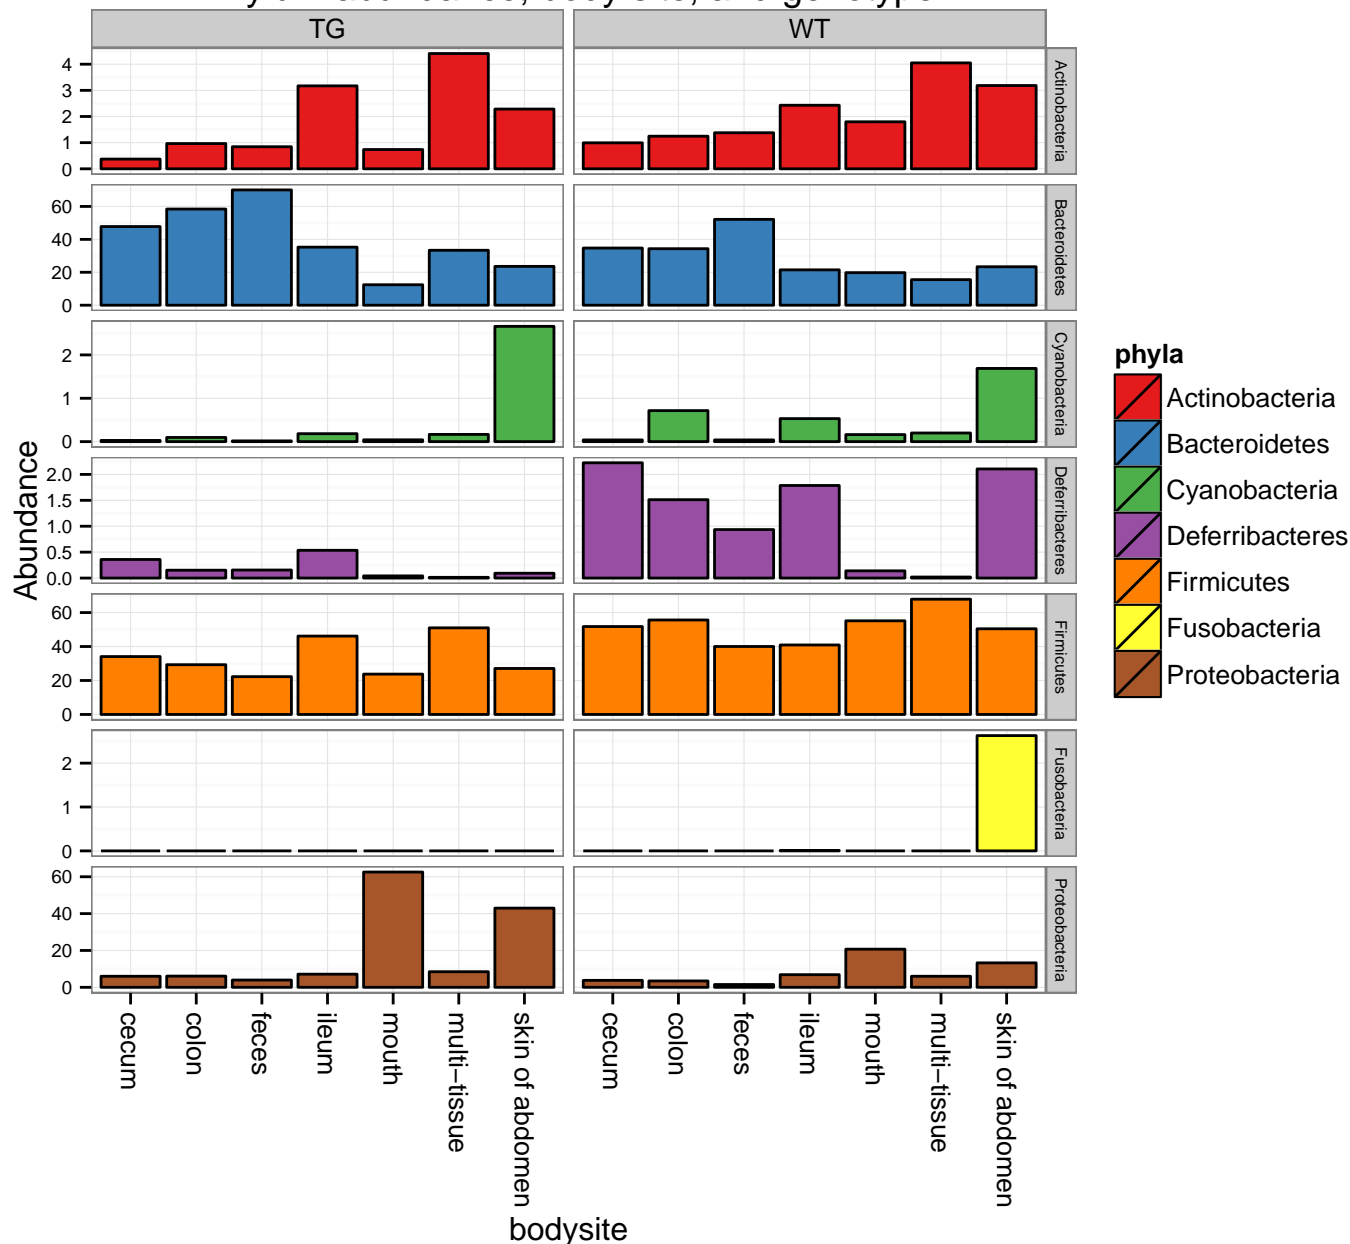 TG WT
4
3
2
1
0
Actinobacteria
60
40
20
0
Bacteroidetes
2
1
0
Cyanobacteria
2.0
1.5
1.0
0.5
0.0
Deferribacteres
60
40
20
0
Firmicutes
2
1
0
Fusobacteria
60
40
20
0
Proteobacteria
Abundance
cecum
colon
feces
ileum
mouth
multi−tissue
skin of abdomen
cecum
colon
feces
ileum
mouth
multi−tissue
skin of abdomen
bodysite
phyla
Actinobacteria
Bacteroidetes
Cyanobacteria
Deferribacteres
Firmicutes
Fusobacteria
Proteobacteria